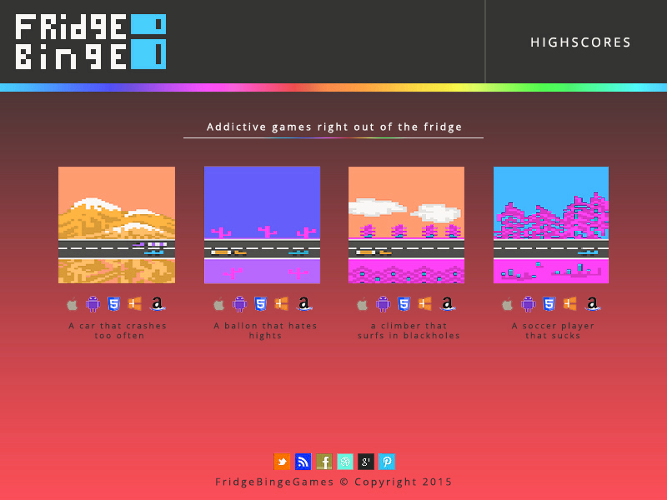 FRidgE
BingE
HIGHSCORES
Addictive games right out of the fridge
A car that crashes
too often
A ballon that hates
hights
a climber that
surfs in blackholes
A soccer player
that sucks
FridgeBingeGames © Copyright 2015